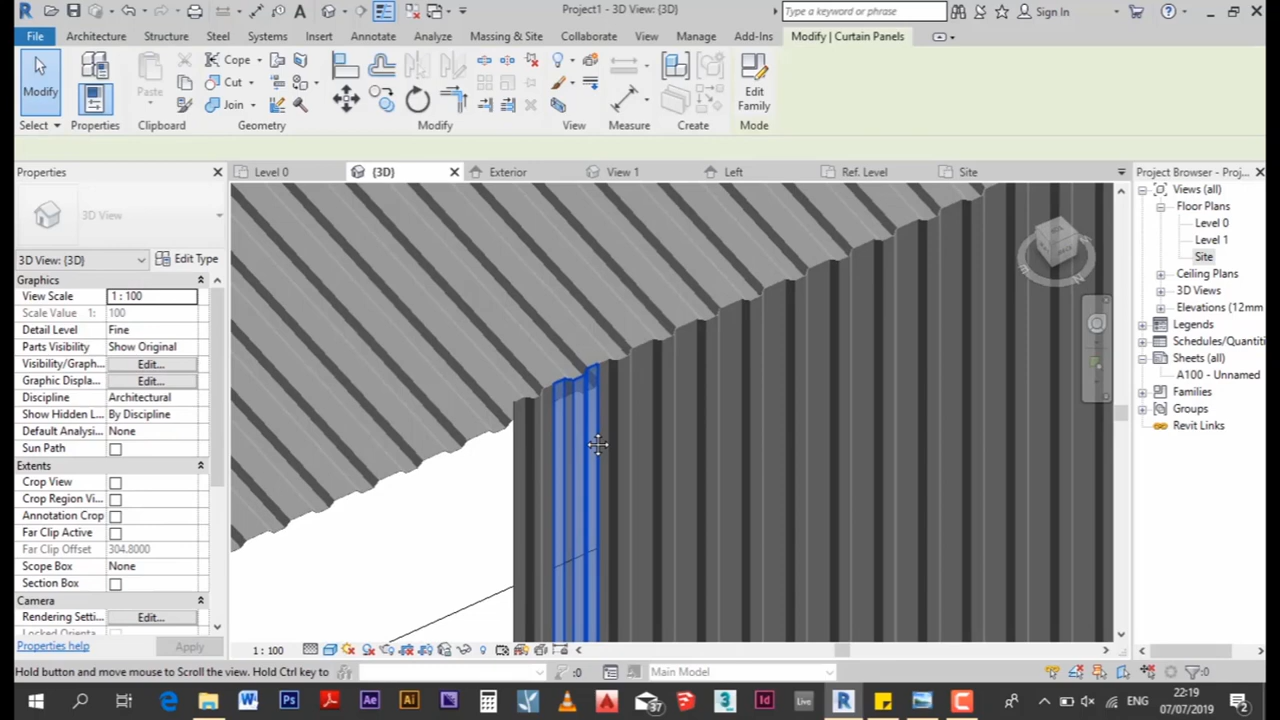 Project1 - 3D View: {3D}
Type a keyword or phrase
Sign In
File Architecture Structure Steel Systems Insert Annotate Analyze Massing & Site Collaborate View Manage Add-Ins Modify | Curtain Panels
Modify
Paste
Cope
Cut
Join
Edit
Family
Select Properties Clipboard Geometry Modify View Measure Create Mode
Properties
Level 0
{3D}
Exterior
View 1
Left
Ref. Level
Site
Project Browser - Proj...
3D View
3D View: {3D}
Edit Type
Graphics
View Scale 1 : 100
Scale Value 1: 100
Detail Level Fine
Parts Visibility Show Original
Visibility/Graph... Edit...
Graphic Displa... Edit...
Discipline Architectural
Show Hidden L... By Discipline
Default Analysi... None
Sun Path
Extents
Crop View
Crop Region Vi...
Annotation Crop
Far Clip Active
Far Clip Offset 304.8000
Scope Box None
Section Box
Camera
Rendering Setti... Edit...
Locked Orienta...
Properties help
Apply
Views (all)
Floor Plans
Level 0
Level 1
Site
Ceiling Plans
3D Views
Elevations (12mm
Legends
Schedules/Quantiti
Sheets (all)
A100 - Unnamed
Families
Groups
Revit Links
1 : 100
Hold button and move mouse to Scroll the view. Hold Ctrl key to
:0
Main Model
:0
37
Live
ENG
22:19
07/07/2019
2